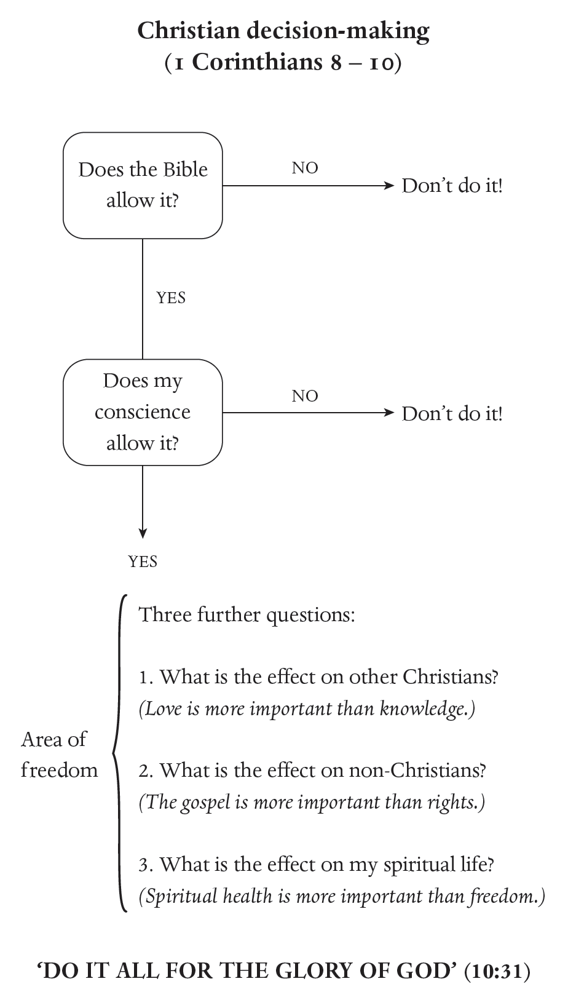 Christian decision-making
(1 Corinthians 8 – 10)
Does the Bible
allow it?
NO
Don’t do it!
YES
Does my
conscience
allow it?
NO
Don’t do it!
YES
Three further questions:
1. What is the effect on other Christians?
(Love is more important than knowledge.)
Area of
freedom
2. What is the effect on non-Christians?
(The gospel is more important than rights.)
3. What is the effect on my spiritual life?
(Spiritual health is more important than freedom.)
‘DO IT ALL FOR THE GLORY OF GOD’ (10:31)